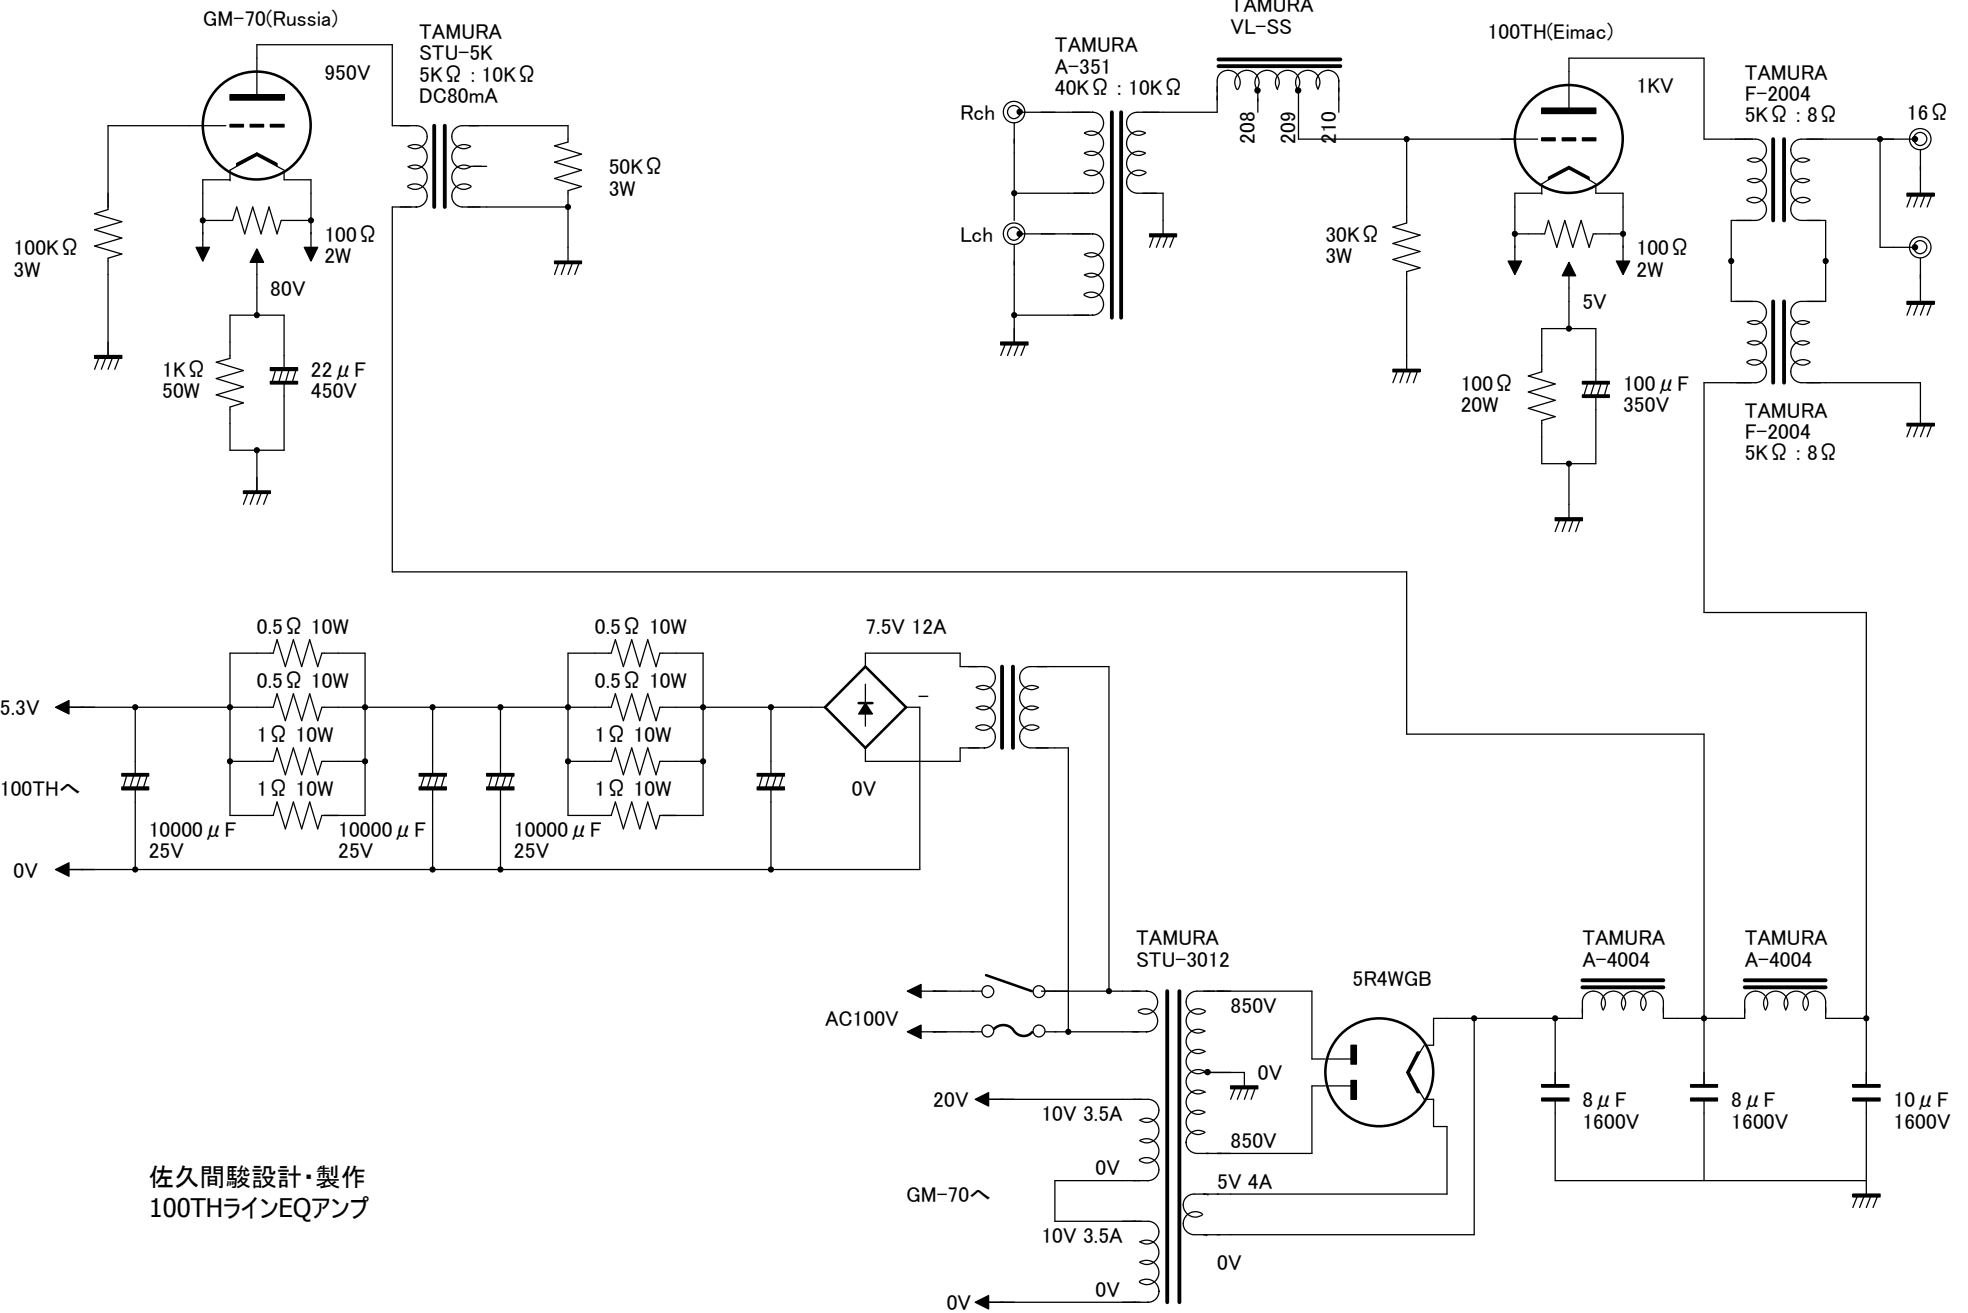 GM-70(Russia)
TAMURA
STU-5K
5KΩ : 10KΩ
DC80mA
950V
50KΩ
3W
100KΩ
3W
100Ω
2W
80V
1KΩ
50W
22μF
450V
TAMURA
VL-SS
TAMURA
A-351
40KΩ : 10KΩ
Rch
Lch
208
209
210
100TH(Eimac)
1KV
TAMURA
F-2004
5KΩ : 8Ω
16Ω
30KΩ
3W
100Ω
2W
5V
100Ω
20W
100μF
350V
TAMURA
F-2004
5KΩ : 8Ω
0.5Ω 10W
0.5Ω 10W
1Ω 10W
1Ω 10W
0.5Ω 10W
0.5Ω 10W
1Ω 10W
1Ω 10W
7.5V 12A
−
0V
5.3V
100THへ
0V
10000μF
25V
10000μF
25V
10000μF
25V
TAMURA
STU-3012
AC100V
850V
0V
850V
5R4WGB
TAMURA
A-4004
TAMURA
A-4004
8μF
1600V
8μF
1600V
10μF
1600V
20V
10V 3.5A
0V
GM-70へ
10V 3.5A
0V
0V
5V 4A
0V
佐久間駿設計・製作
100THラインEQアンプ